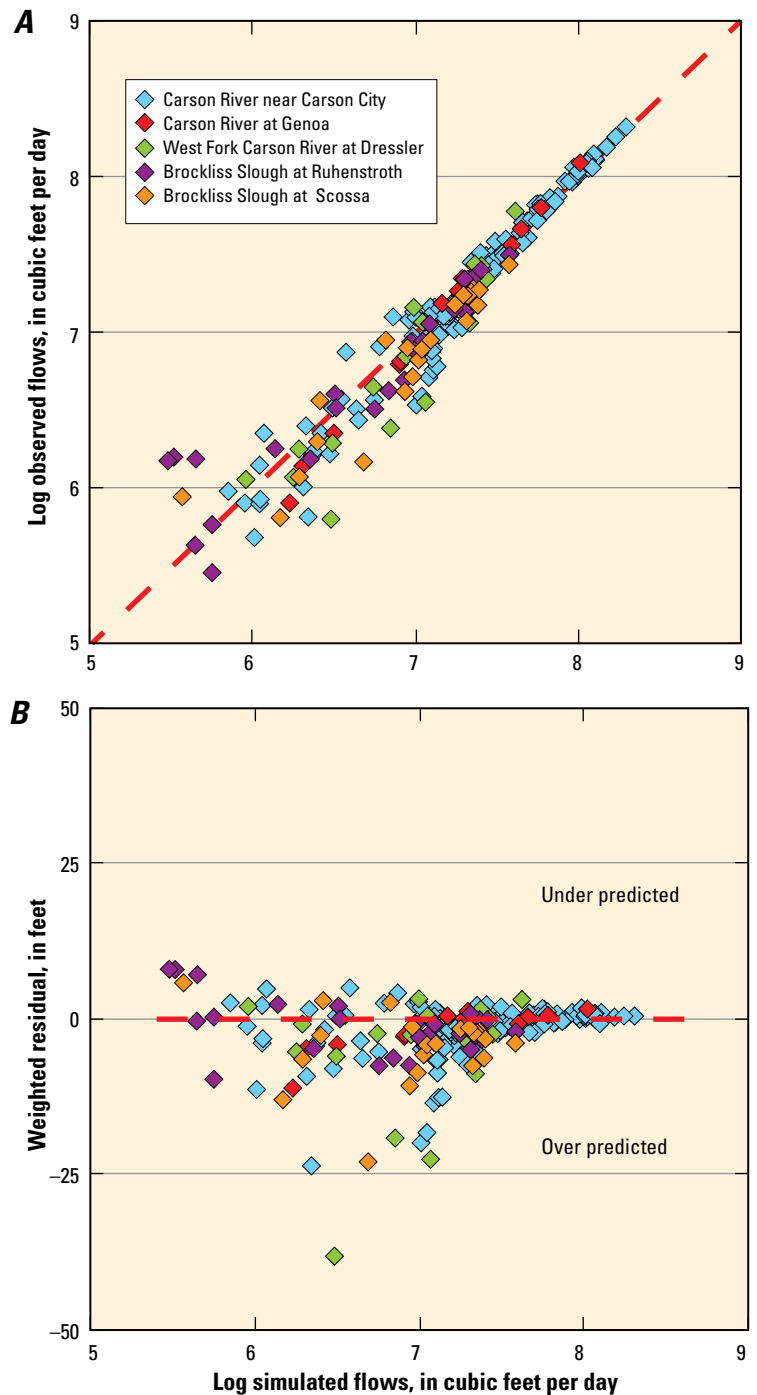 A
9
8
7
6
5
Log observed flows, in cubic feet per day
Carson River near Carson City
Carson River at Genoa
West Fork Carson River at Dressler
Brockliss Slough at Ruhenstroth
Brockliss Slough at Scossa
5 6 7 8 9
B
50
25
0
–25
–50
Weighted residual, in feet
Under predicted
Over predicted
5 6 7 8 9
Log simulated flows, in cubic feet per day